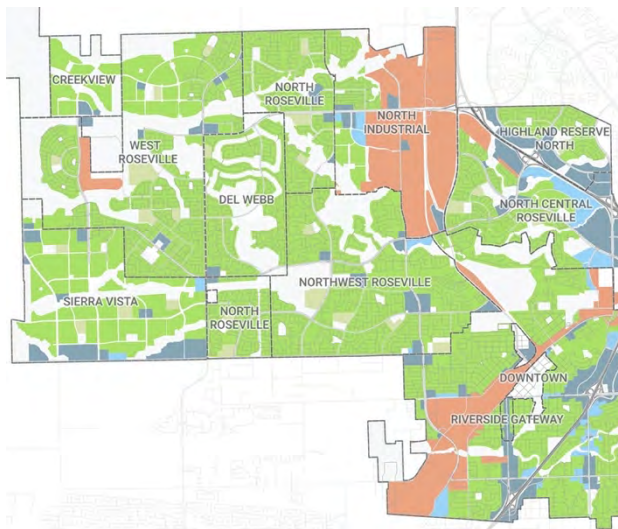 CREEKVIEW
NORTH
ROSEVILLE
NORTH
INDUSTRIAL
HIGHLAND RESERVE
NORTH
WEST
ROSEVILLE
DEL WEBB
NORTH CENTRAL
ROSEVILLE
NORTHWEST ROSEVILLE
SIERRA VISTA
NORTH
ROSEVILLE
DOWNTOWN
RIVERSIDE GATEWAY